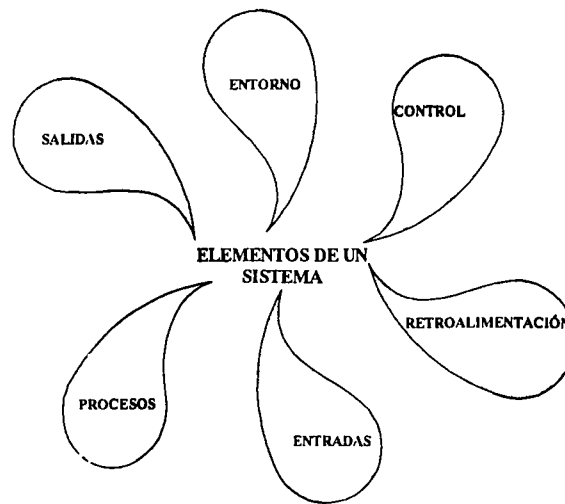 ENTORNO
CONTROL
SALIDAS
ELEMENTOS DE UN
SISTEMA
RETROALIMENTACIÓN
PROCESOS
ENTRADAS